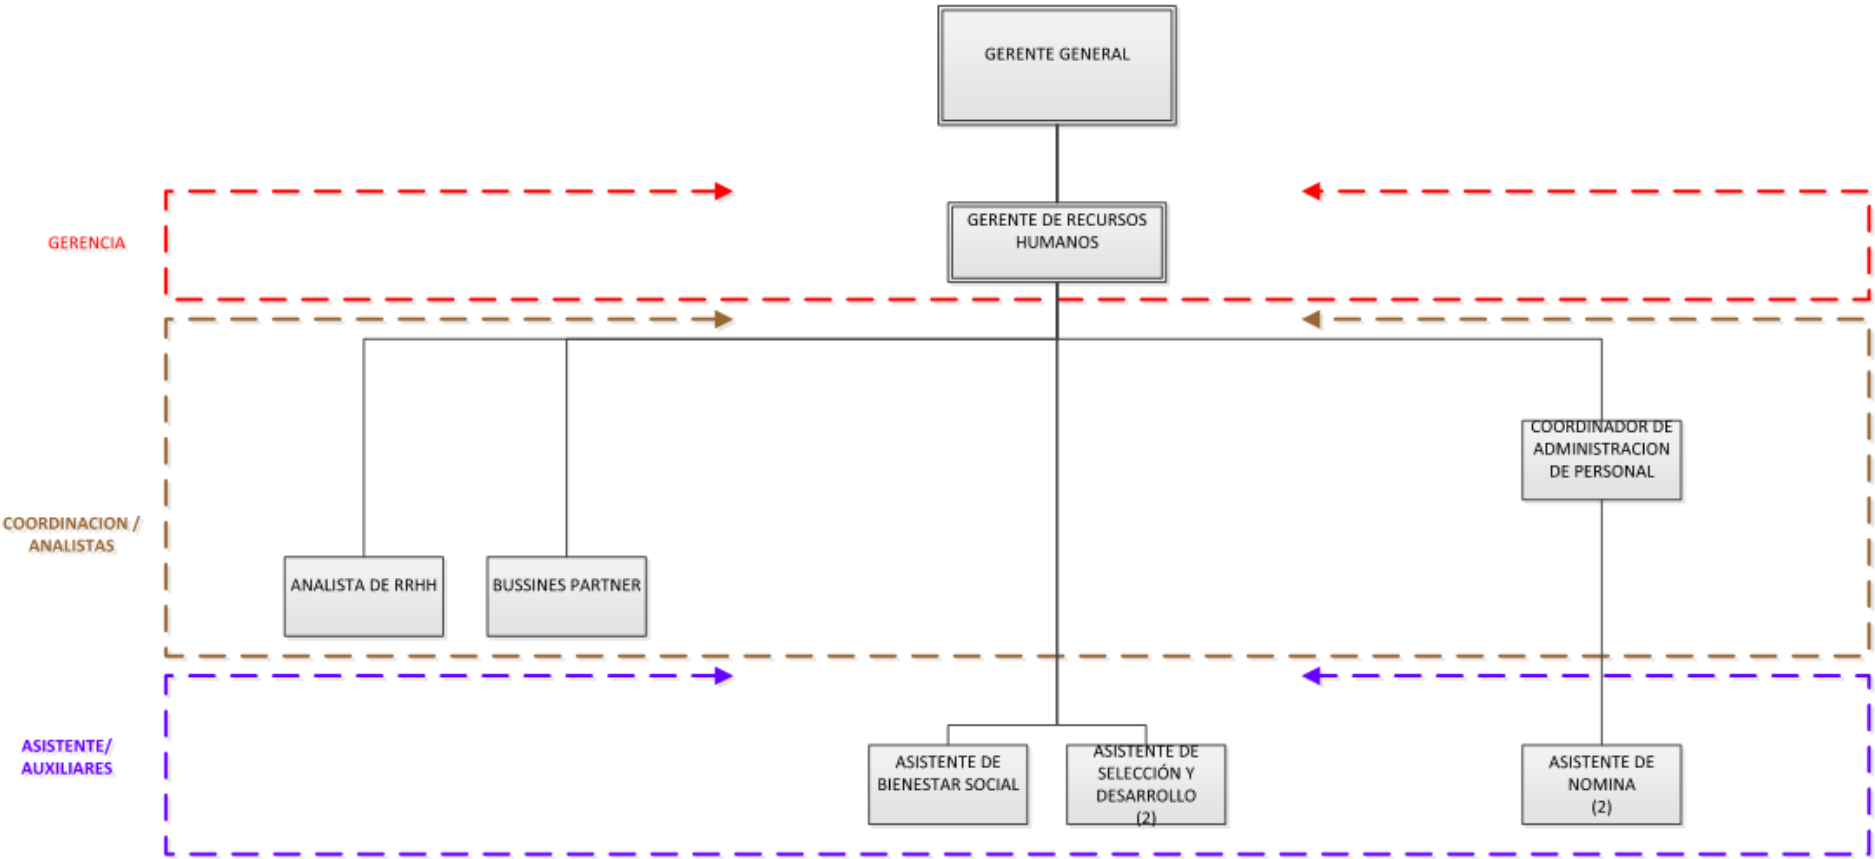 GERENTE GENERAL
GERENCIA
GERENTE DE RECURSOS
HUMANOS
COORDINACION /
ANALISTAS
COORDINADOR DE
ADMINISTRACION
DE PERSONAL
ANALISTA DE RRHH
BUSSINES PARTNER
ASISTENTE/
AUXILIARES
ASISTENTE DE
BIENESTAR SOCIAL
ASISTENTE DE
SELECCIÓN Y
DESARROLLO
(2)
ASISTENTE DE
NOMINA
(2)